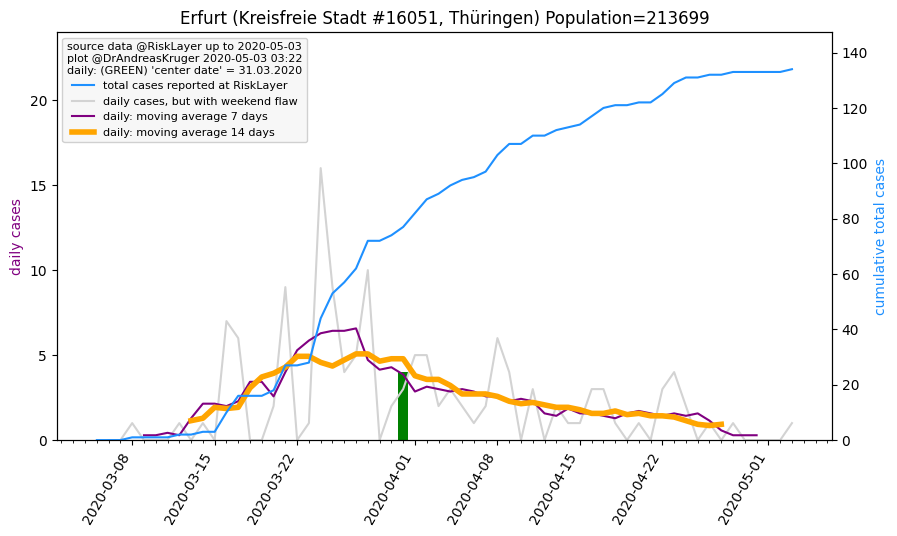 Erfurt (Kreisfreie Stadt #16051, Thüringen) Population=213699
source data @RiskLayer up to 2020-05-03
plot @DrAndreasKruger 2020-05-03 03:22
daily: (GREEN) 'center date' = 31.03.2020
total cases reported at RiskLayer
daily cases, but with weekend flaw
daily: moving average 7 days
daily: moving average 14 days
daily cases
20
15
10
5
0
140
120
100
80
60
40
20
0
cumulative total cases
2020-03-08
2020-03-15
2020-03-22
2020-04-01
2020-04-08
2020-04-15
2020-04-22
2020-05-01